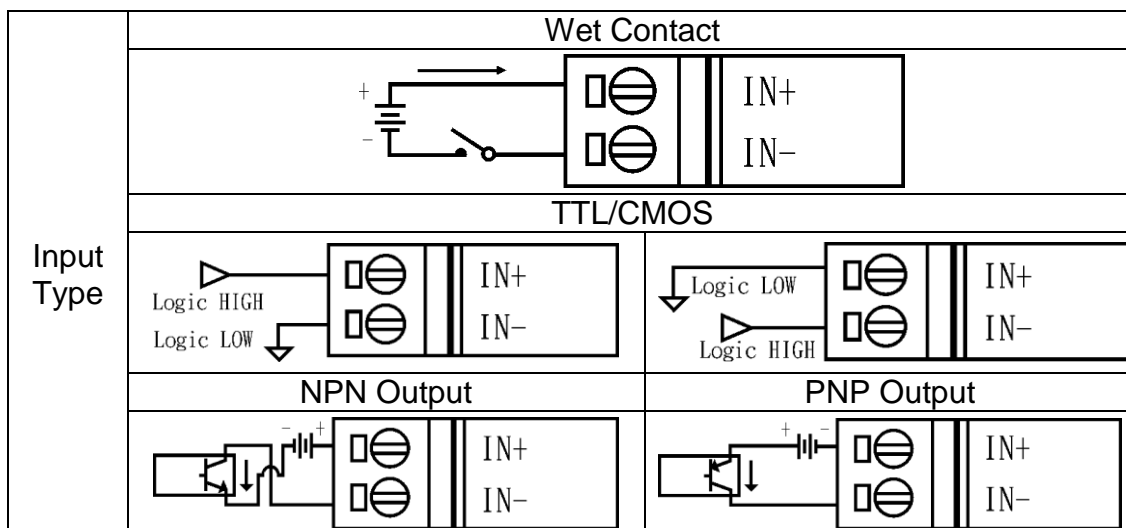 Input
Type
Wet Contact
+
IN+
-
IN-
TTL/CMOS
Logic HIGH
IN+
Logic LOW
IN-
Logic LOW
IN+
Logic HIGH
IN-
NPN Output
- +
IN+
IN-
PNP Output
+ -
IN+
IN-